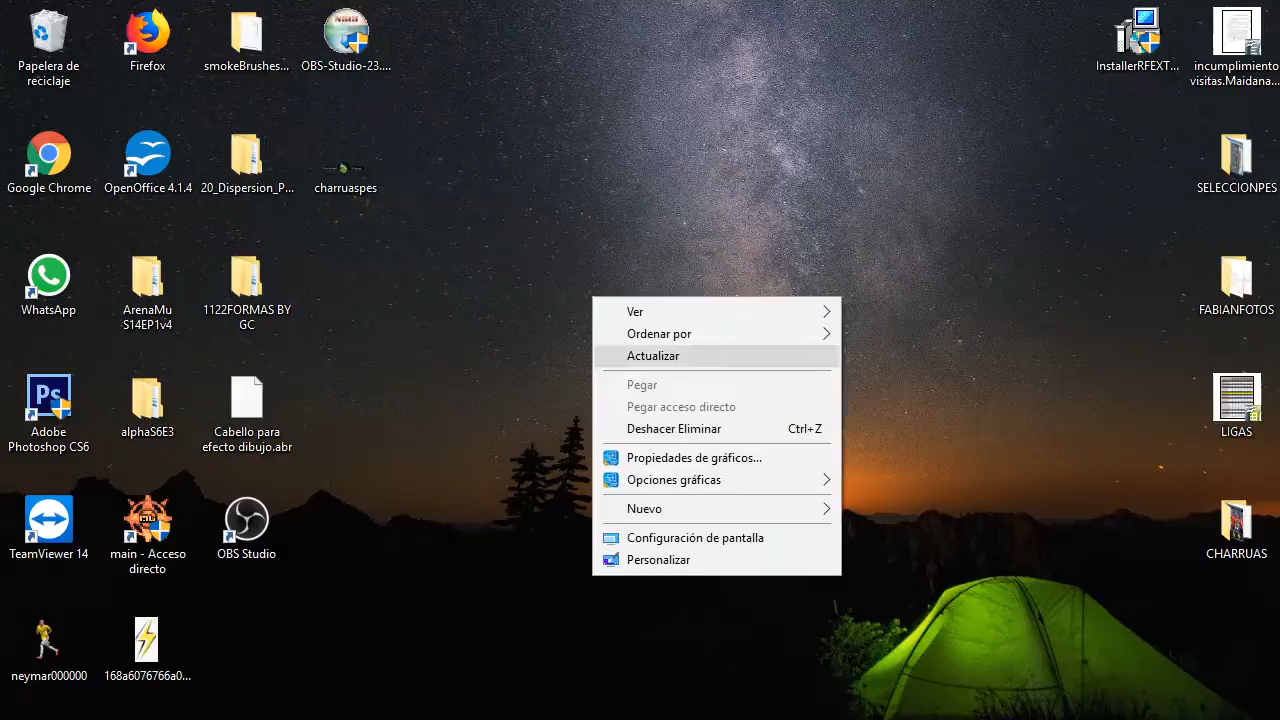 Papelera de
reciclaje
Firefox
smokeBrushes...
OBS-Studio-23....
InstallerRFEXT...
incumplimiento
visitas.Maidana...
Google Chrome
OpenOffice 4.1.4
20_Dispersion_P...
charruaspes
SELECCIONPES
WhatsApp
ArenaMu
S14EP1v4
1122FORMAS BY
GC
FABIANFOTOS
Adobe
Photoshop CS6
alphaS6E3
Cabello para
efecto dibujo.abr
LIGAS
TeamViewer 14
main - Acceso
directo
OBS Studio
CHARRUAS
neymar000000
168a6076766a0...
Ver
Ordenar por
Actualizar
Pegar
Pegar acceso directo
Deshacer Eliminar Ctrl+Z
Propiedades de gráficos...
Opciones gráficas
Nuevo
Configuración de pantalla
Personalizar
NSIS
Ps